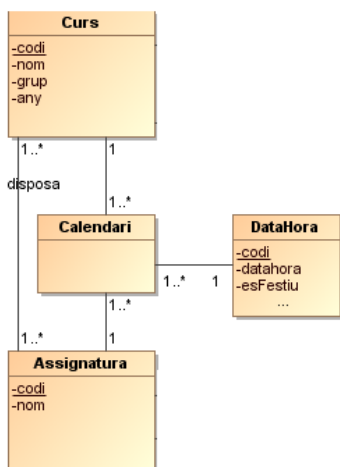 Curs
-codi
-nom
-grup
-any
1..*
1
disposa
1..*
Calendari
DataHora
-codi
-datahora
-esFestiu
...
1..*
1
1..*
1..*
1
Assignatura
-codi
-nom